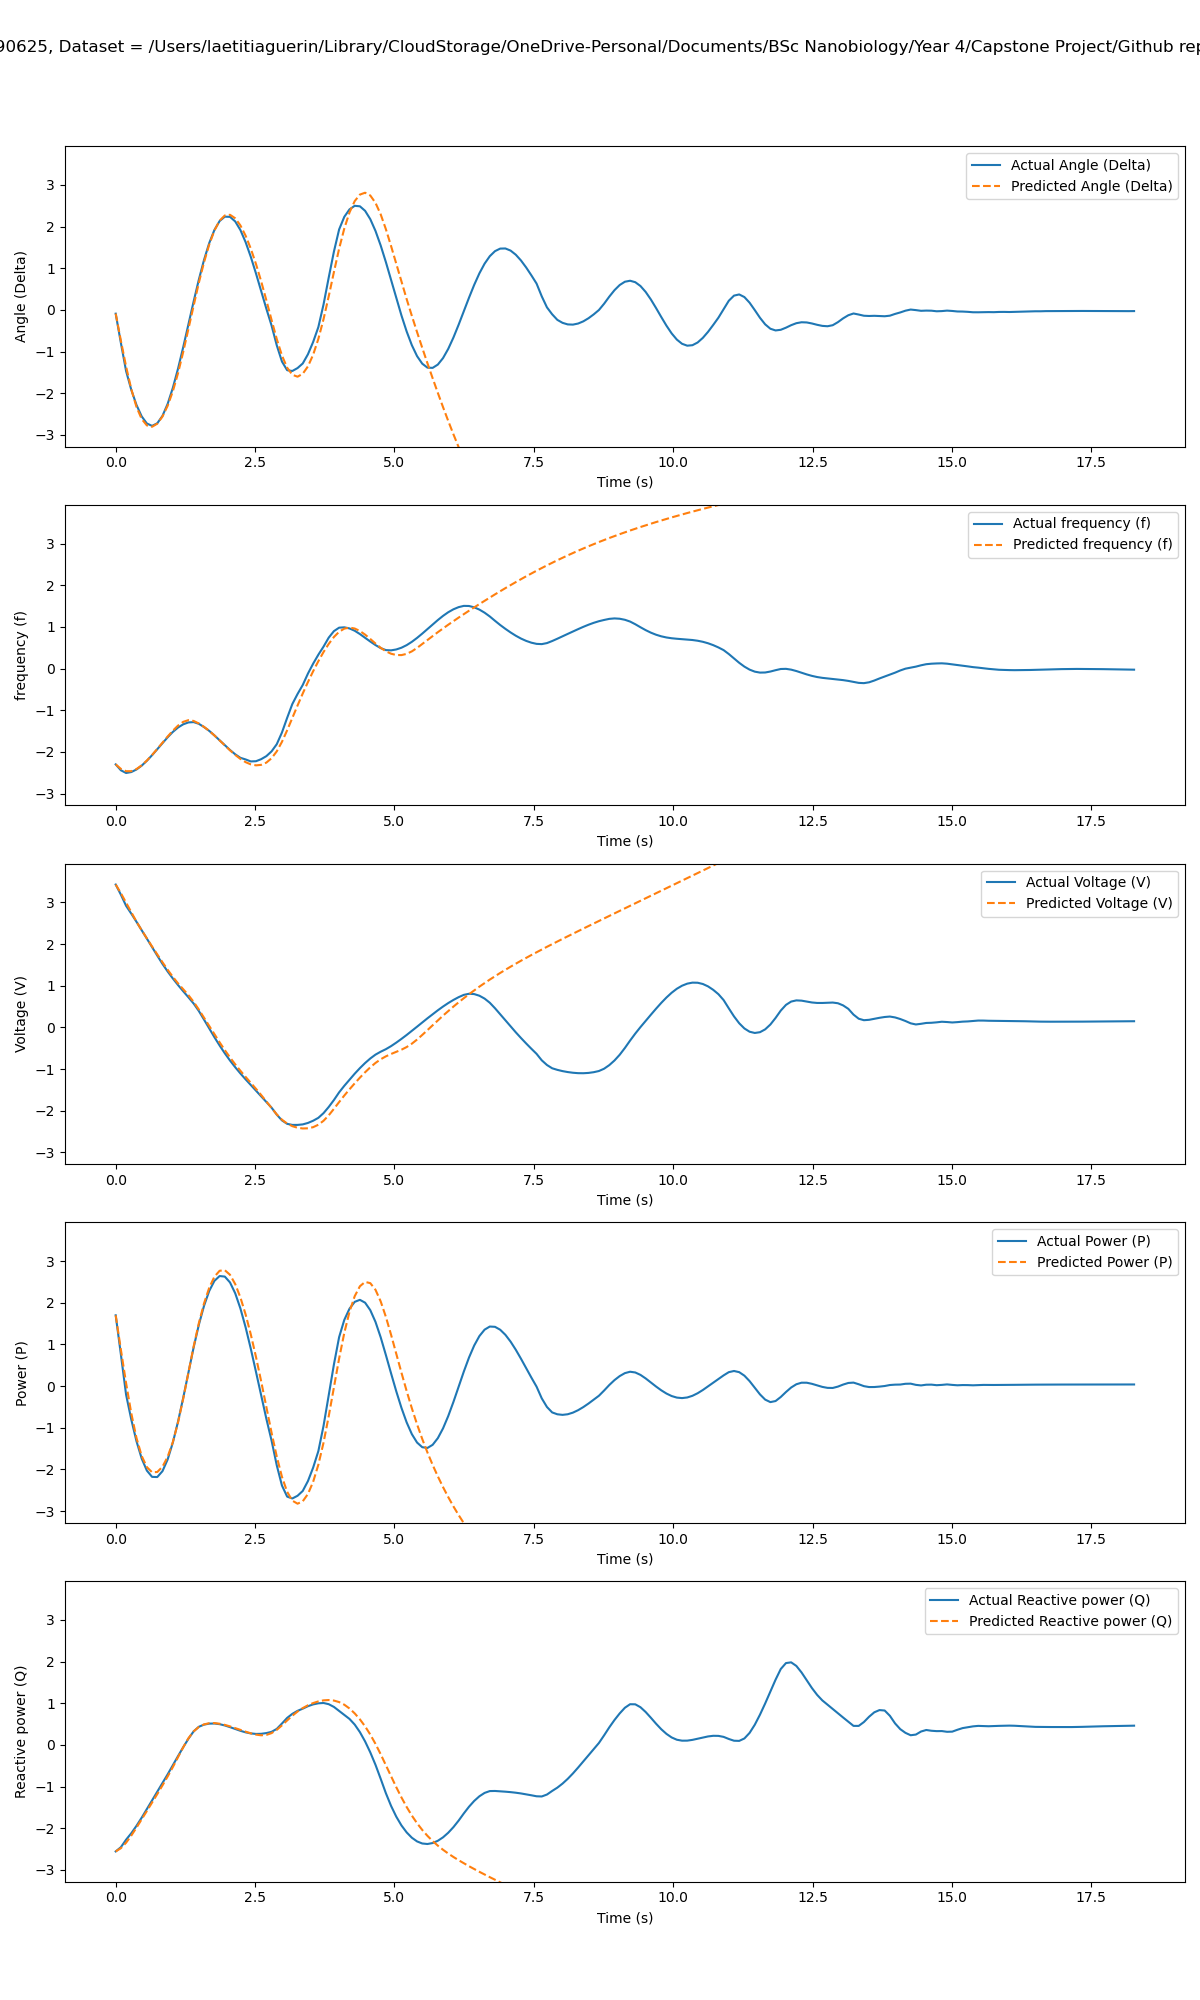 90625, Dataset = /Users/laetitiaguerin/Library/CloudStorage/OneDrive-Personal/Documents/BSc Nanobiology/Year 4/Capstone Project/Github rep
Actual Angle (Delta)
Predicted Angle (Delta)
Angle (Delta)
3
2
1
0
−1
−2
−3
0.0 2.5 5.0 7.5 10.0 12.5 15.0 17.5
Time (s)
Actual frequency (f)
Predicted frequency (f)
frequency (f)
3
2
1
0
−1
−2
−3
0.0 2.5 5.0 7.5 10.0 12.5 15.0 17.5
Time (s)
Actual Voltage (V)
Predicted Voltage (V)
Voltage (V)
3
2
1
0
−1
−2
−3
0.0 2.5 5.0 7.5 10.0 12.5 15.0 17.5
Time (s)
Actual Power (P)
Predicted Power (P)
Power (P)
3
2
1
0
−1
−2
−3
0.0 2.5 5.0 7.5 10.0 12.5 15.0 17.5
Time (s)
Actual Reactive power (Q)
Predicted Reactive power (Q)
Reactive power (Q)
3
2
1
0
−1
−2
−3
0.0 2.5 5.0 7.5 10.0 12.5 15.0 17.5
Time (s)